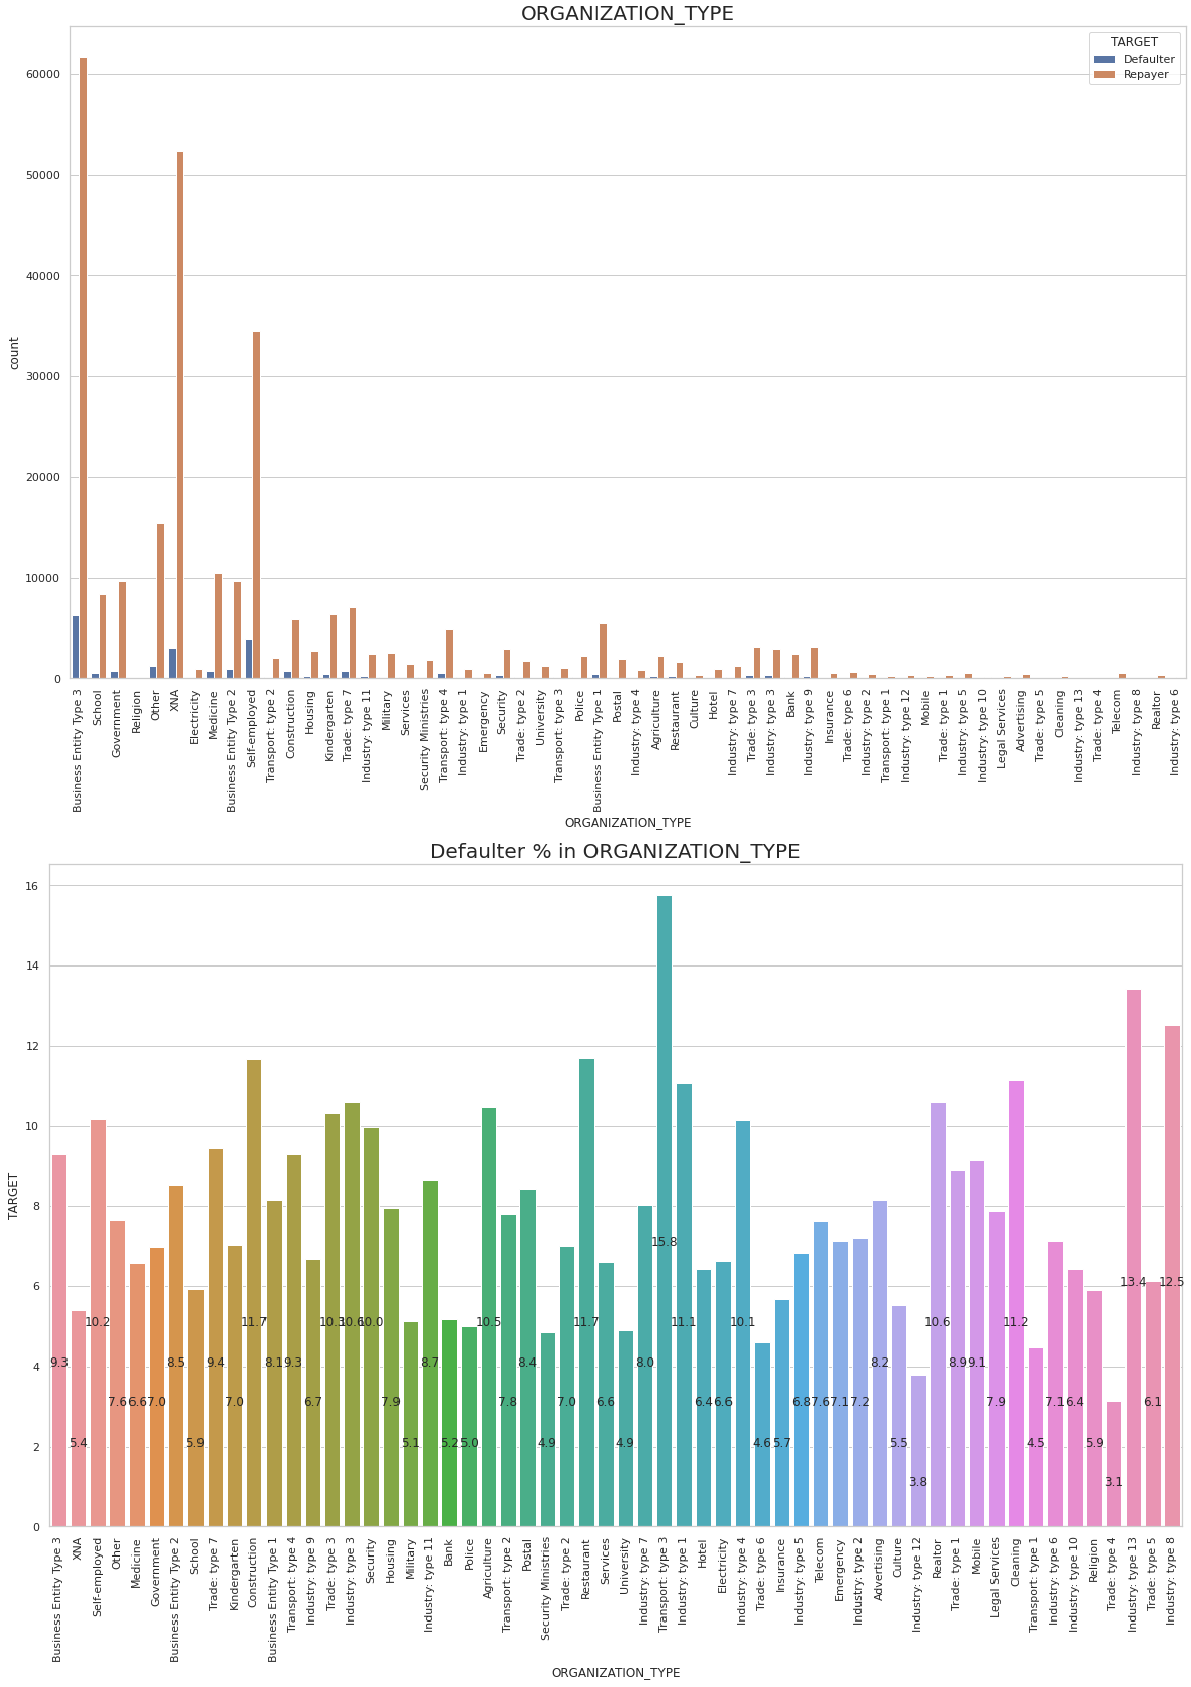 ORGANIZATION_TYPE
TARGET
Defaulter
Repayer
60000
50000
40000
30000
20000
10000
0
count
Business Entity Type 3
School
Government
Religion
Other
XNA
Electricity
Medicine
Business Entity Type 2
Self-employed
Transport: type 2
Construction
Housing
Kindergarten
Trade: type 7
Industry: type 11
Military
Services
Security Ministries
Transport: type 4
Industry: type 1
Emergency
Security
Trade: type 2
University
Transport: type 3
Police
Business Entity Type 1
Postal
Industry: type 4
Agriculture
Restaurant
Culture
Hotel
Industry: type 7
Trade: type 3
Industry: type 3
Bank
Industry: type 9
Insurance
Trade: type 6
Industry: type 2
Transport: type 1
Industry: type 12
Mobile
Trade: type 1
Industry: type 5
Industry: type 10
Legal Services
Advertising
Trade: type 5
Cleaning
Industry: type 13
Trade: type 4
Telecom
Industry: type 8
Realtor
Industry: type 6
ORGANIZATION_TYPE
Defaulter % in ORGANIZATION_TYPE
16
14
12
10
8
6
4
2
0
TARGET
9.3
5.4
10.2
7.6
6.6
7.0
8.5
5.9
9.4
7.0
11.7
8.1
9.3
6.7
10.3
10.6
10.0
7.9
5.1
8.7
5.2
5.0
10.5
7.8
8.4
4.9
7.0
11.7
6.6
4.9
8.0
15.8
11.1
6.4
6.6
10.1
4.6
5.7
6.8
7.6
7.1
7.2
8.2
5.5
3.8
10.6
8.9
9.1
7.9
11.2
4.5
7.1
6.4
5.9
3.1
13.4
6.1
12.5
Business Entity Type 3
XNA
Self-employed
Other
Medicine
Government
Business Entity Type 2
School
Trade: type 7
Kindergarten
Construction
Business Entity Type 1
Transport: type 4
Industry: type 9
Trade: type 3
Industry: type 3
Security
Housing
Military
Industry: type 11
Bank
Police
Agriculture
Transport: type 2
Postal
Security Ministries
Trade: type 2
Restaurant
Services
University
Industry: type 7
Transport: type 3
Industry: type 1
Hotel
Electricity
Industry: type 4
Trade: type 6
Insurance
Industry: type 5
Telecom
Emergency
Industry: type 2
Advertising
Culture
Industry: type 12
Realtor
Trade: type 1
Mobile
Legal Services
Cleaning
Transport: type 1
Industry: type 6
Industry: type 10
Religion
Trade: type 4
Industry: type 13
Trade: type 5
Industry: type 8
ORGANIZATION_TYPE